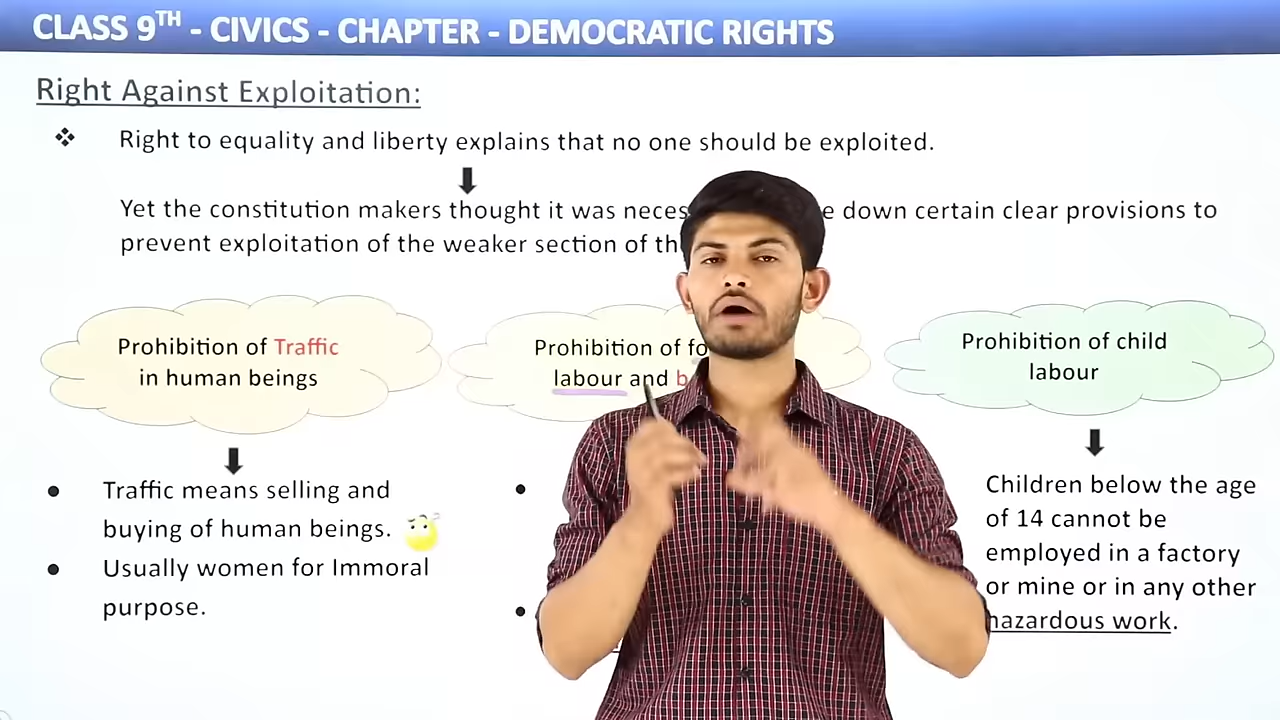 CLASS 9TH - CIVICS - CHAPTER - DEMOCRATIC RIGHTS
Right Against Exploitation:
Right to equality and liberty explains that no one should be exploited.
Yet the constitution makers thought it was down certain clear provisions to
prevent exploitation of the weaker section of
Prohibition of Traffic
in human beings
Prohibition of
labour and
Prohibition of child
labour
Traffic means selling and
buying of human beings.
Usually women for Immoral
purpose.
Children below the age
of 14 cannot be
employed in a factory
or mine or in any other
hazardous work.